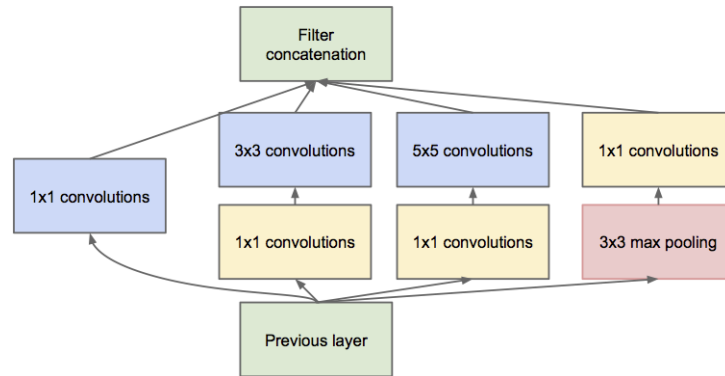 Filter
concatenation
3x3 convolutions
5x5 convolutions
1x1 convolutions
1x1 convolutions
1x1 convolutions
1x1 convolutions
3x3 max pooling
Previous layer